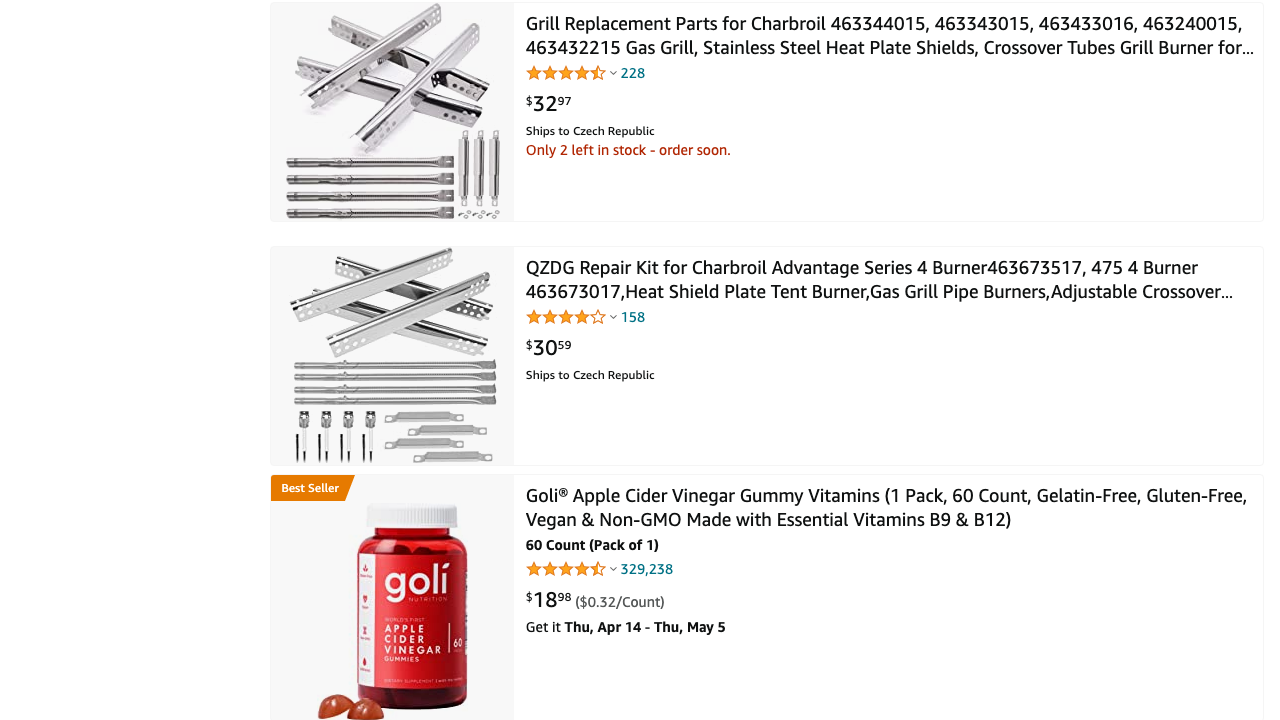 Grill Replacement Parts for Charbroil 463344015, 463343015, 463433016, 463240015,
463432215 Gas Grill, Stainless Steel Heat Plate Shields, Crossover Tubes Grill Burner for...
228
$3297
Ships to Czech Republic
Only 2 left in stock - order soon.
QZDG Repair Kit for Charbroil Advantage Series 4 Burner463673517, 475 4 Burner
463673017,Heat Shield Plate Tent Burner,Gas Grill Pipe Burners,Adjustable Crossover...
158
$3059
Ships to Czech Republic
Best Seller
goli
NUTRITION
WORLD'S FIRST
APPLE
CIDER
VINEGAR
GUMMIES
60
Goli® Apple Cider Vinegar Gummy Vitamins (1 Pack, 60 Count, Gelatin-Free, Gluten-Free,
Vegan & Non-GMO Made with Essential Vitamins B9 & B12)
60 Count (Pack of 1)
329,238
$1898 ($0.32/Count)
Get it Thu, Apr 14 - Thu, May 5